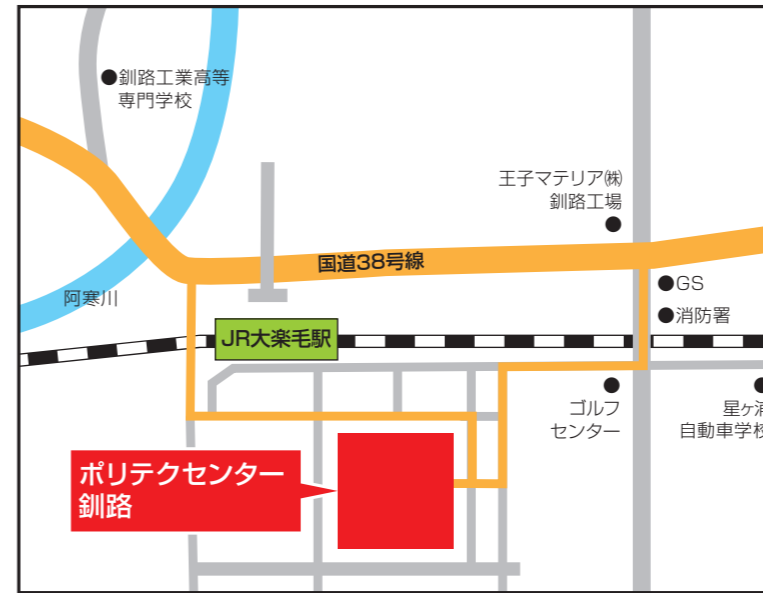 釧路工業高等
専門学校
王子マテリア㈱
釧路工場
国道38号線
GS
阿寒川
消防署
JR大楽毛駅
ゴルフ
センター
星ヶ浦
自動車学校
ポリテクセンター
釧路